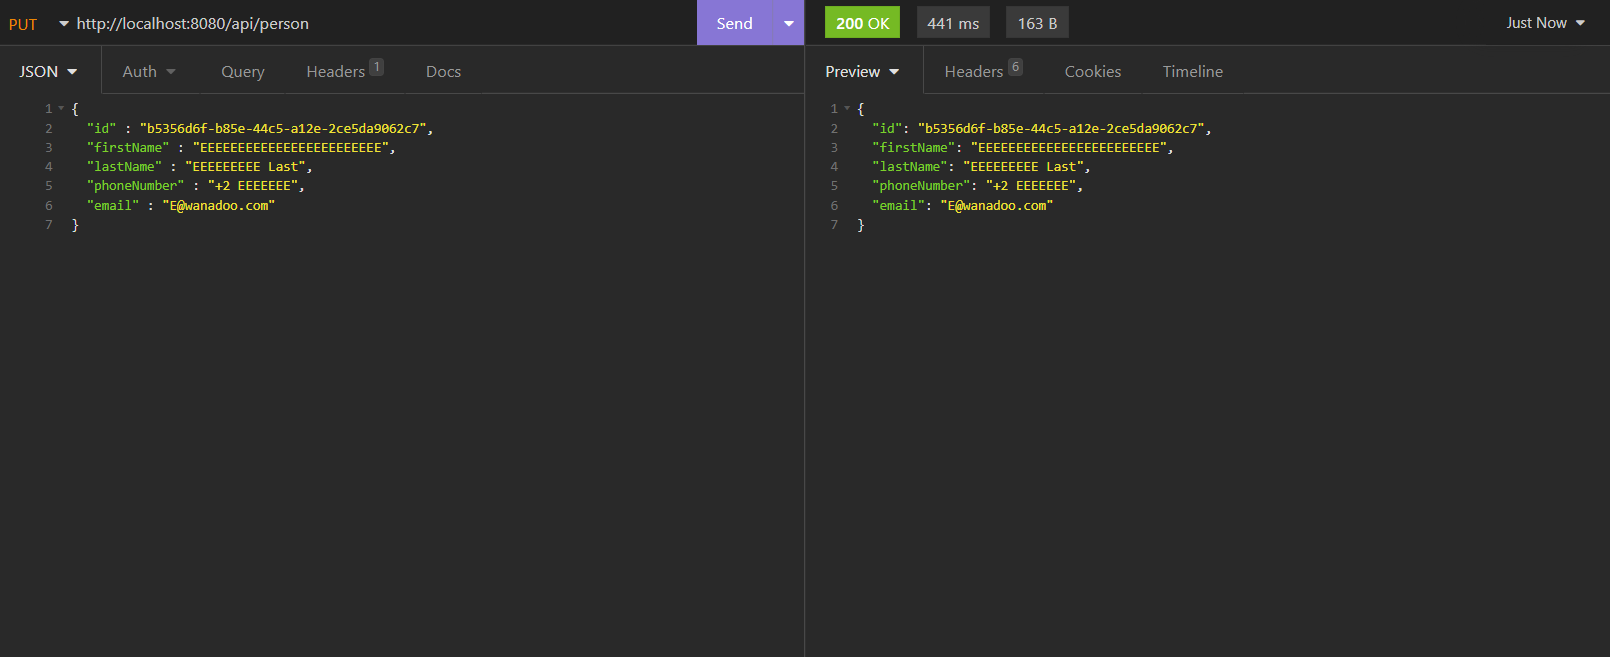 PUT http://localhost:8080/api/person Send 200 OK 441 ms 163 B Just Now
JSON Auth Query Headers 1 Docs
1 {
2 "id" : "b5356d6f-b85e-44c5-a12e-2ce5da9062c7",
3 "firstName" : "EEEEEEEEEEEEEEEEEEEEEEEE",
4 "lastName" : "EEEEEEEEE Last",
5 "phoneNumber" : "+2 EEEEEEE",
6 "email" : "E@wanadoo.com"
7 }
Preview Headers 6 Cookies Timeline
1 {
2 "id": "b5356d6f-b85e-44c5-a12e-2ce5da9062c7",
3 "firstName": "EEEEEEEEEEEEEEEEEEEEEEEE",
4 "lastName": "EEEEEEEEE Last",
5 "phoneNumber": "+2 EEEEEEE",
6 "email": "E@wanadoo.com"
7 }